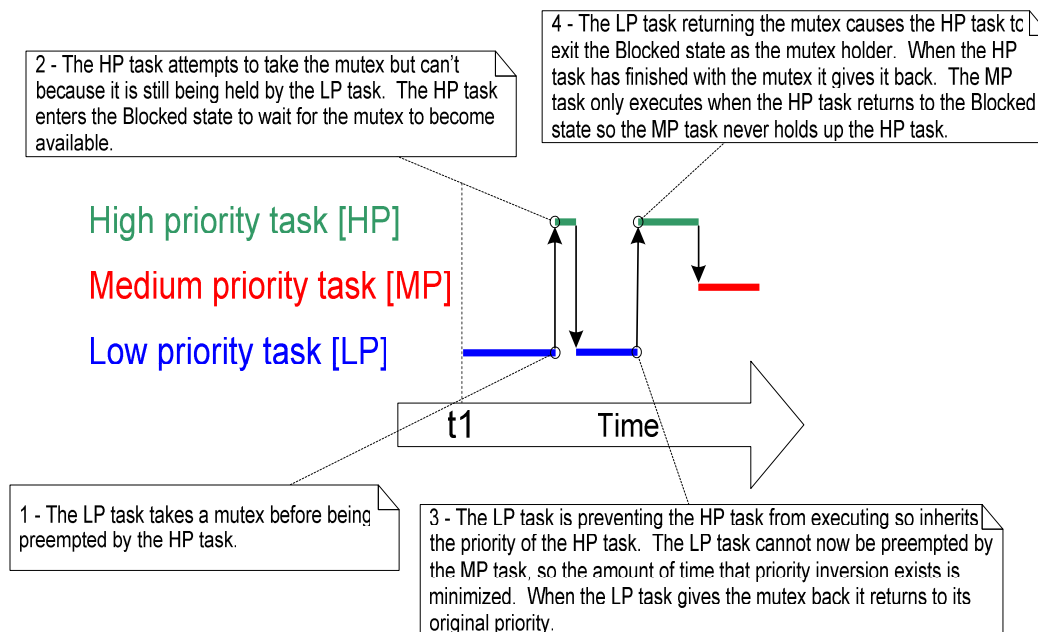 2 - The HP task attempts to take the mutex but can't
because it is still being held by the LP task. The HP task
enters the Blocked state to wait for the mutex to become
available.
4 - The LP task returning the mutex causes the HP task to
exit the Blocked state as the mutex holder. When the HP
task has finished with the mutex it gives it back. The MP
task only executes when the HP task returns to the Blocked
state so the MP task never holds up the HP task.
High priority task [HP]
Medium priority task [MP]
Low priority task [LP]
t1 Time
1 - The LP task takes a mutex before being
preempted by the HP task.
3 - The LP task is preventing the HP task from executing so inherits
the priority of the HP task. The LP task cannot now be preempted by
the MP task, so the amount of time that priority inversion exists is
minimized. When the LP task gives the mutex back it returns to its
original priority.